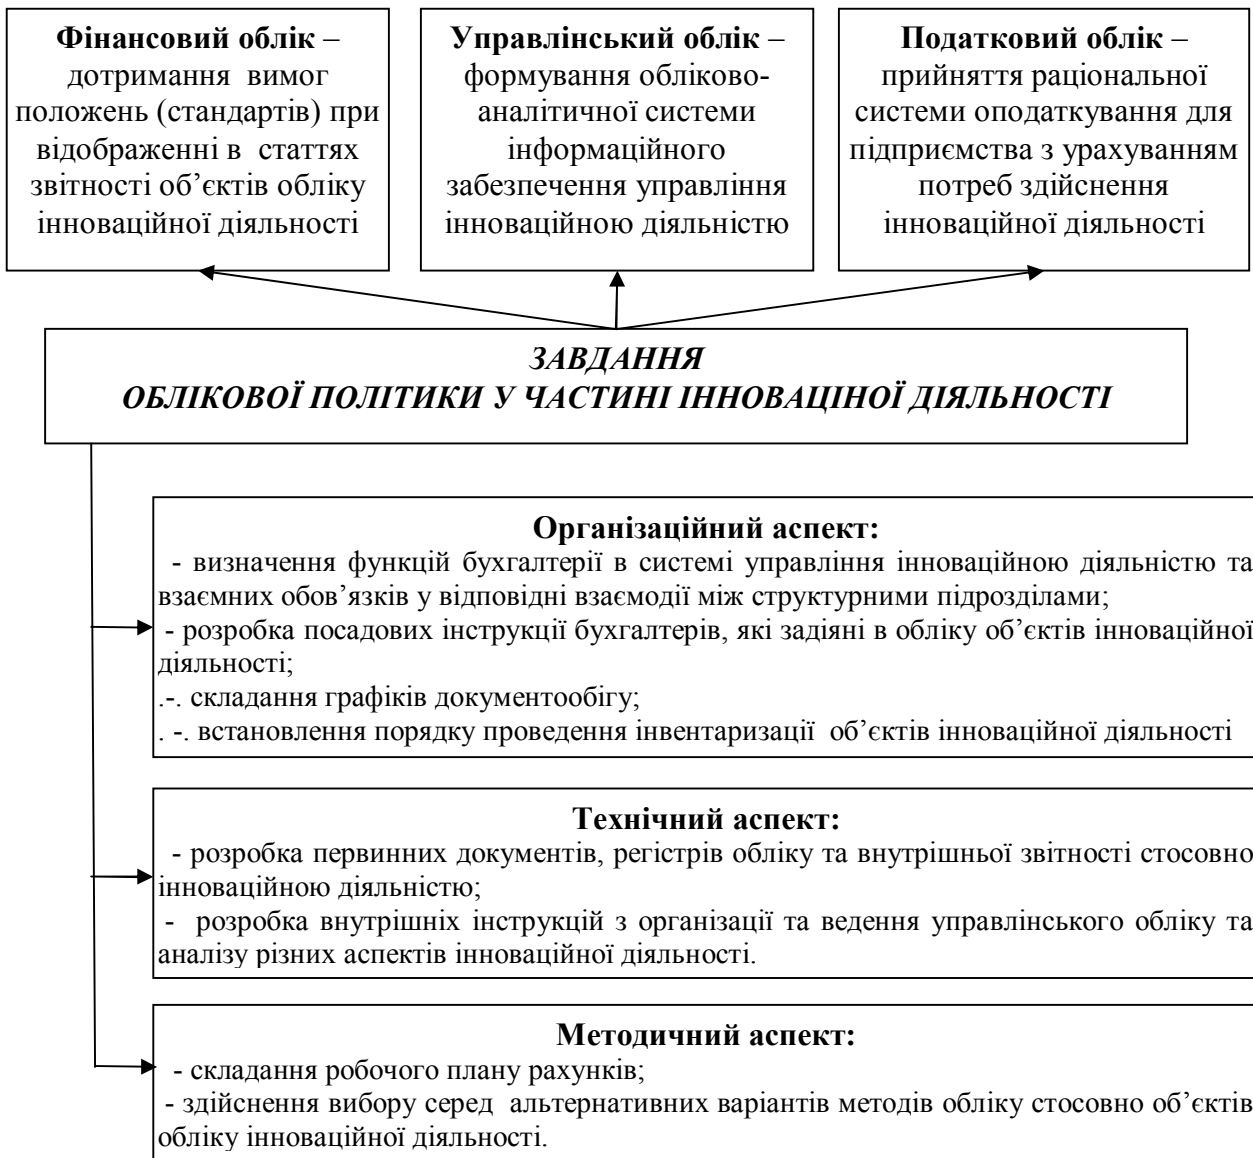 Фінансовий облік –
дотримання вимог
положень (стандартів) при
відображенні в статтях
звітності об’єктів обліку
інноваційної діяльності
Управлінський облік –
формування обліково-
аналітичної системи
інформаційного
забезпечення управління
інноваційною діяльністю
Податковий облік –
прийняття раціональної
системи оподаткування для
підприємства з урахуванням
потреб здійснення
інноваційної діяльності
ЗАВДАННЯ
ОБЛІКОВОЇ ПОЛІТИКИ У ЧАСТИНІ ІННОВАЦІНОЇ ДІЯЛЬНОСТІ
Організаційний аспект:
- визначення функцій бухгалтерії в системі управління інноваційною діяльністю та
взаємних обов’язків у відповідні взаємодії між структурними підрозділами;
- розробка посадових інструкції бухгалтерів, які задіяні в обліку об’єктів інноваційної
діяльності;
.-. складання графіків документообігу;
. -. встановлення порядку проведення інвентаризації об’єктів інноваційної діяльності
Технічний аспект:
- розробка первинних документів, регістрів обліку та внутрішньої звітності стосовно
інноваційною діяльністю;
- розробка внутрішніх інструкцій з організації та ведення управлінського обліку та
аналізу різних аспектів інноваційної діяльності.
Методичний аспект:
- складання робочого плану рахунків;
- здійснення вибору серед альтернативних варіантів методів обліку стосовно об’єктів
обліку інноваційної діяльності.